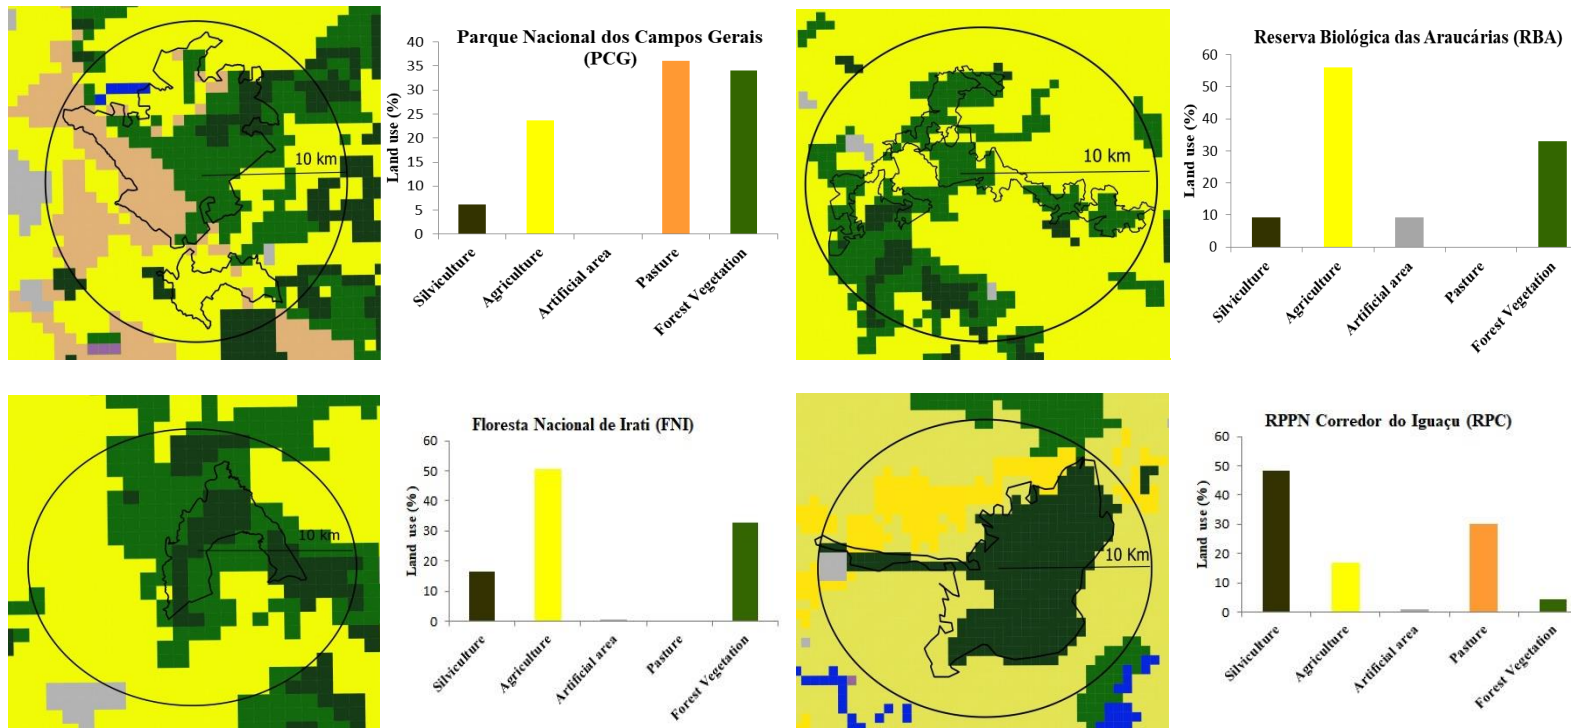 10 km
Parque Nacional dos Campos Gerais
(PCG)
Land use (%)
40
35
30
25
20
15
10
5
0
Silviculture
Agriculture
Artificial area
Pasture
Forest Vegetation
10 km
Reserva Biológica das Araucárias (RBA)
Land use (%)
60
50
40
30
20
10
0
Silviculture
Agriculture
Artificial area
Pasture
Forest Vegetation
10 km
Floresta Nacional de Irati (FNI)
Land use (%)
60
50
40
30
20
10
0
Silviculture
Agriculture
Artificial area
Pasture
Forest Vegetation
10 Km
RPPN Corredor do Iguaçu (RPC)
Land use (%)
60
50
40
30
20
10
0
Silviculture
Agriculture
Artificial area
Pasture
Forest Vegetation